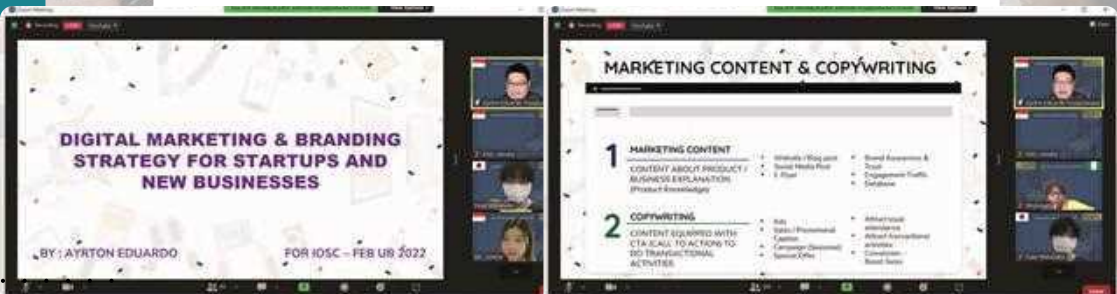 Recording
DIGITAL MARKETING & BRANDING
STRATEGY FOR STARTUPS AND
NEW BUSINESSES
BY : AYRTON EDUARDO
FOR IOSC – FEB U8 2022
Recording
MARKETING CONTENT & COPYWRITING
1
MARKETING CONTENT
CONTENT ABOUT PRODUCT /
BUSINESS EXPLANATION
(Product Knowledge)
• Website / Blog post
• Social Media Post
• E-Flyer
• Brand Awareness &
Trust
• Engagement Traffic
• Database
2
COPYWRITING
CONTENT EQUIPPED WITH
CTA (CALL TO ACTION) TO
DO TRANSACTIONAL
ACTIVITIES
• Ads
• Sales / Promotional
Caption
• Campaign (Seasonal)
• Special Offer
• Attract
attendance
• Attract transactional
activities
• Conversion -
Boost Sales